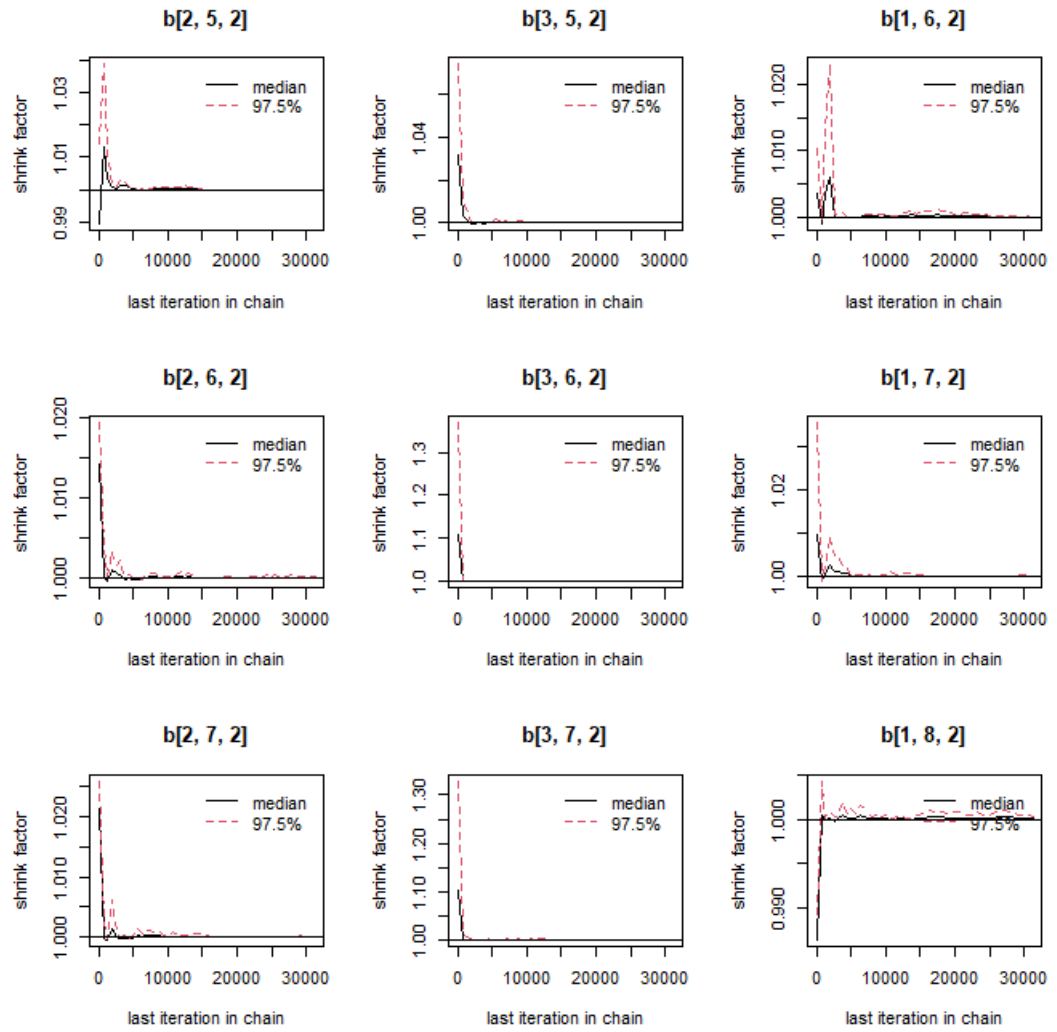 b[2, 5, 2]
shrink factor
0.99 1.01 1.03
median
97.5%
0 10000 20000 30000
last iteration in chain
b[3, 5, 2]
shrink factor
1.00 1.04
median
97.5%
0 10000 20000 30000
last iteration in chain
b[1, 6, 2]
shrink factor
1.000 1.010 1.020
median
97.5%
0 10000 20000 30000
last iteration in chain
b[2, 6, 2]
shrink factor
1.000 1.010 1.020
median
97.5%
0 10000 20000 30000
last iteration in chain
b[3, 6, 2]
shrink factor
1.0 1.1 1.2 1.3
median
97.5%
0 10000 20000 30000
last iteration in chain
b[1, 7, 2]
shrink factor
1.00 1.02
median
97.5%
0 10000 20000 30000
last iteration in chain
b[2, 7, 2]
shrink factor
1.000 1.010 1.020
median
97.5%
0 10000 20000 30000
last iteration in chain
b[3, 7, 2]
shrink factor
1.00 1.10 1.20 1.30
median
97.5%
0 10000 20000 30000
last iteration in chain
b[1, 8, 2]
shrink factor
0.990 1.000
median
97.5%
0 10000 20000 30000
last iteration in chain